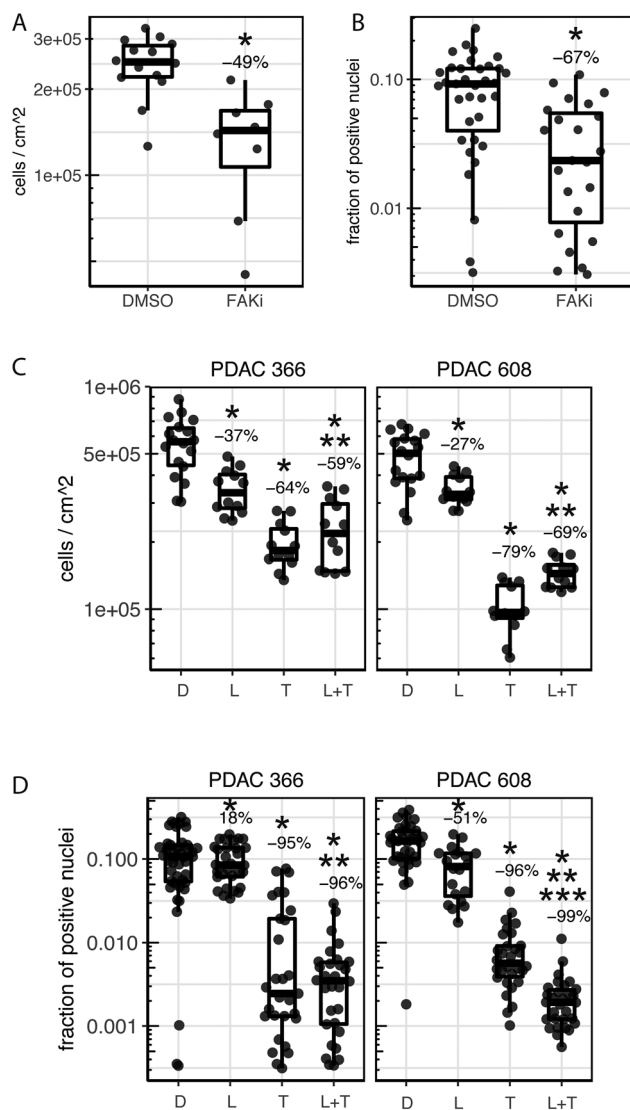 A
cells / cm^2
3e+05
2e+05
1e+05
*
−49%
DMSO
FAKi
B
fraction of positive nuclei
0.10
0.01
*
−67%
DMSO
FAKi
C
PDAC 366
PDAC 608
cells / cm^2
1e+06
5e+05
1e+05
*
−37%
*
−64%
*
**
−59%
*
−27%
*
−79%
*
**
−69%
D
L
T
L+T
D
L
T
L+T
D
PDAC 366
PDAC 608
fraction of positive nuclei
0.100
0.010
0.001
*
18%
*
−95%
*
**
−96%
*
−51%
*
−96%
*
**
***
−99%
D
L
T
L+T
D
L
T
L+T